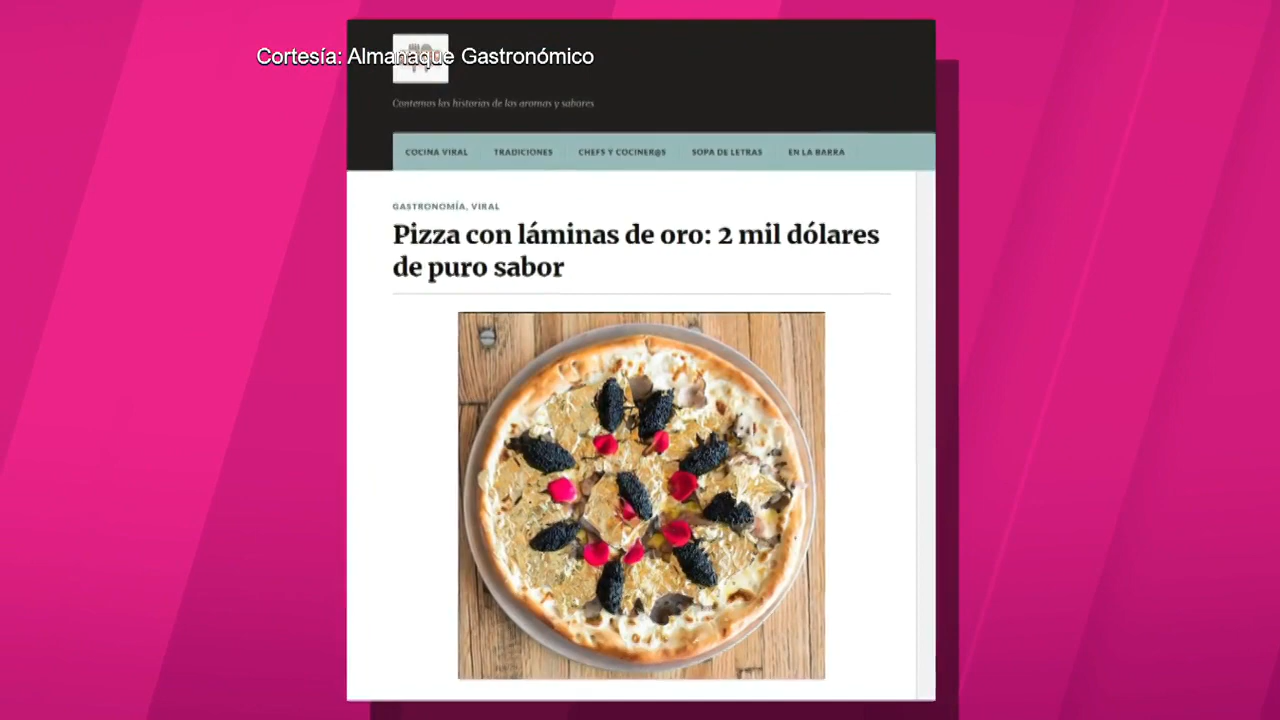 Cortesía: Almanaque Gastronómico
Contemos las historias de los aromas y sabores
COCINA VIRAL
TRADICIONES
CHEFS Y COCINER@S
SOPA DE LETRAS
EN LA BARRA
GASTRONOMÍA, VIRAL
Pizza con láminas de oro: 2 mil dólares
de puro sabor